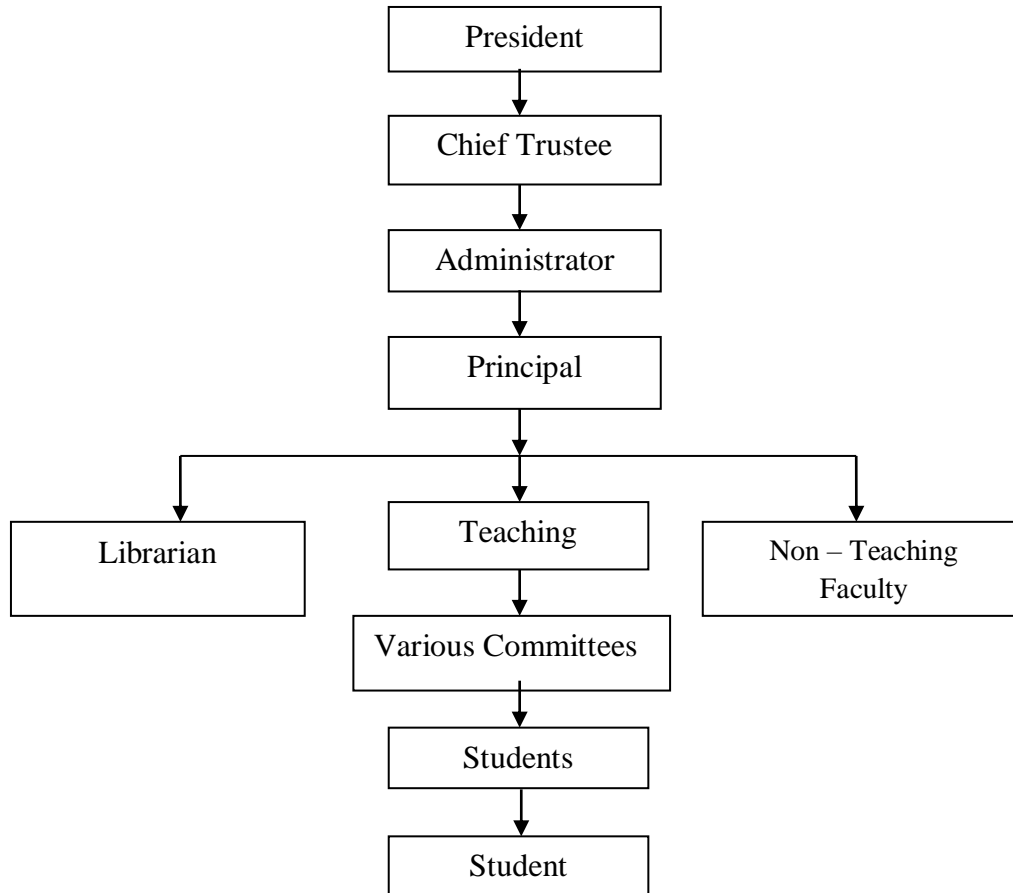 President
Chief Trustee
Administrator
Principal
Librarian
Teaching
Non – Teaching
Faculty
Various Committees
Students
Student